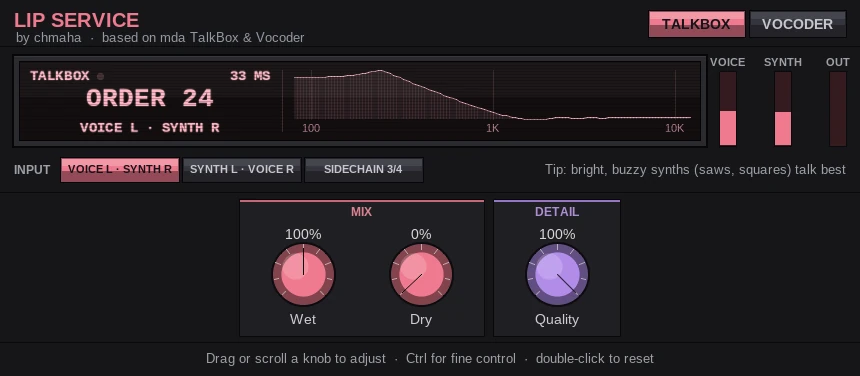 LIP SERVICE
by chmaha · based on mda TalkBox & Vocoder
TALKBOX VOCODER
TALKBOX 33 MS
ORDER 24
VOICE L · SYNTH R
100 1K 10K
VOICE SYNTH OUT
INPUT VOICE L · SYNTH R SYNTH L · VOICE R SIDECHAIN 3/4
Tip: bright, buzzy synths (saws, squares) talk best
MIX
100% 0%
Wet Dry
DETAIL
100%
Quality
Drag or scroll a knob to adjust · Ctrl for fine control · double-click to reset